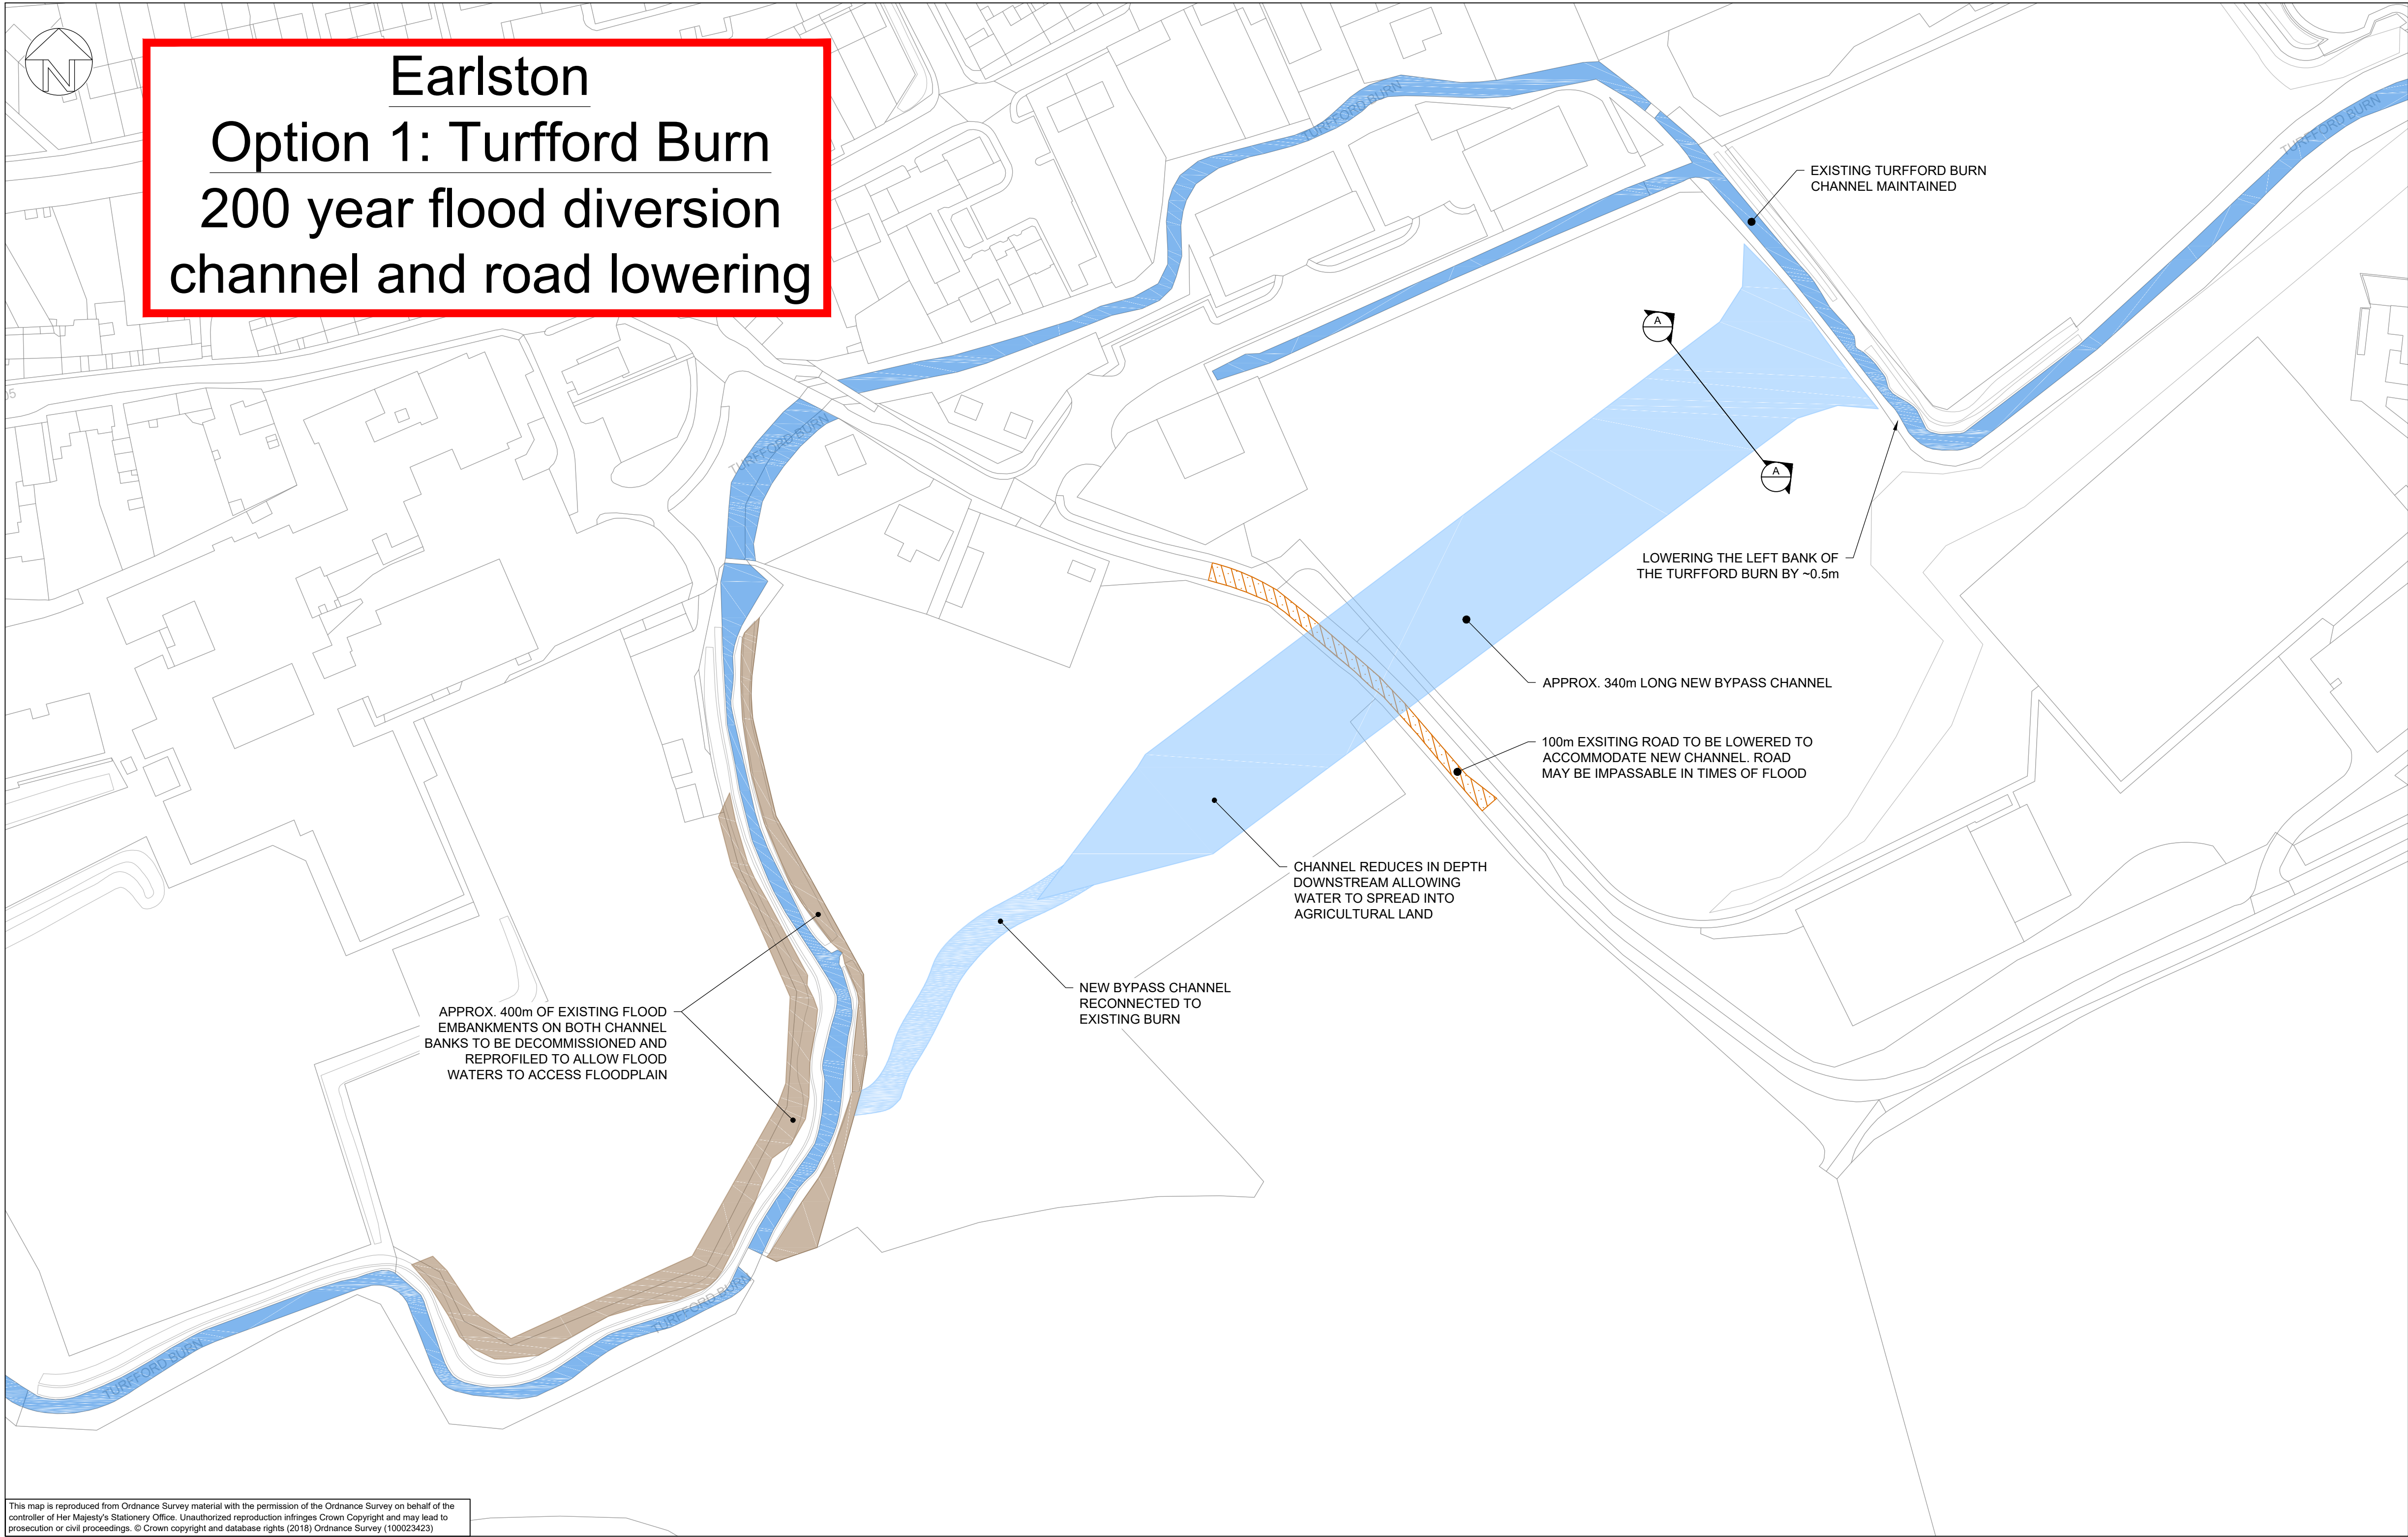 N
Earlston
Option 1: Turfford Burn
200 year flood diversion
channel and road lowering
TURFFORD BURN
TURFFORD BURN
EXISTING TURFFORD BURN
CHANNEL MAINTAINED
A
05
TURFFORD BURN
A
LOWERING THE LEFT BANK OF
THE TURFFORD BURN BY ~0.5m
APPROX. 340m LONG NEW BYPASS CHANNEL
100m EXSITING ROAD TO BE LOWERED TO
ACCOMMODATE NEW CHANNEL. ROAD
MAY BE IMPASSABLE IN TIMES OF FLOOD
CHANNEL REDUCES IN DEPTH
DOWNSTREAM ALLOWING
WATER TO SPREAD INTO
AGRICULTURAL LAND
NEW BYPASS CHANNEL
RECONNECTED TO
EXISTING BURN
APPROX. 400m OF EXISTING FLOOD
EMBANKMENTS ON BOTH CHANNEL
BANKS TO BE DECOMMISSIONED AND
REPROFILED TO ALLOW FLOOD
WATERS TO ACCESS FLOODPLAIN
TURFFORD BURN
TURFFORD BURN
This map is reproduced from Ordnance Survey material with the permission of the Ordnance Survey on behalf of the
controller of Her Majesty's Stationery Office. Unauthorized reproduction infringes Crown Copyright and may lead to
prosecution or civil proceedings. © Crown copyright and database rights (2018) Ordnance Survey (100023423)